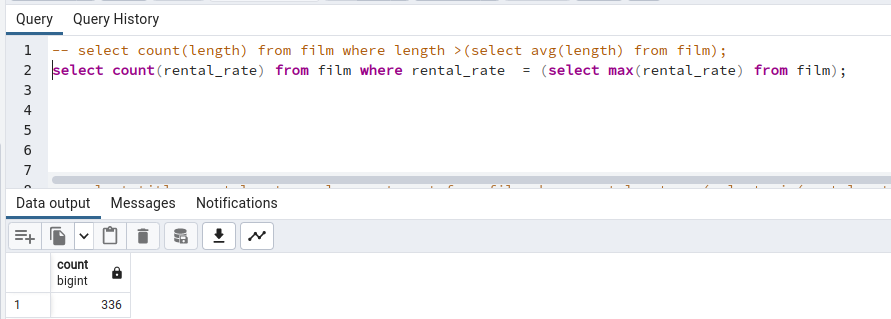 Query Query History
1 -- select count(length) from film where length >(select avg(length) from film);
2 select count(rental_rate) from film where rental_rate  = (select max(rental_rate) from film);
3
4
5
6
7
Data output Messages Notifications
count
bigint
1 336